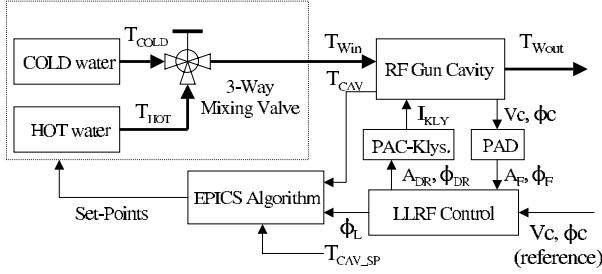 T_COLD
COLD water
T_HOT
HOT water
3-Way
Mixing Valve
T_Win
T_CAV
RF Gun Cavity
T_Wout
I_KLY
Vc, ϕc
PAC-Klys.
PAD
A_DR, ϕ_DR
A_F, ϕ_F
EPICS Algorithm
LLRF Control
Set-Points
ϕ_L
T_CAV_SP
Vc, ϕc
(reference)